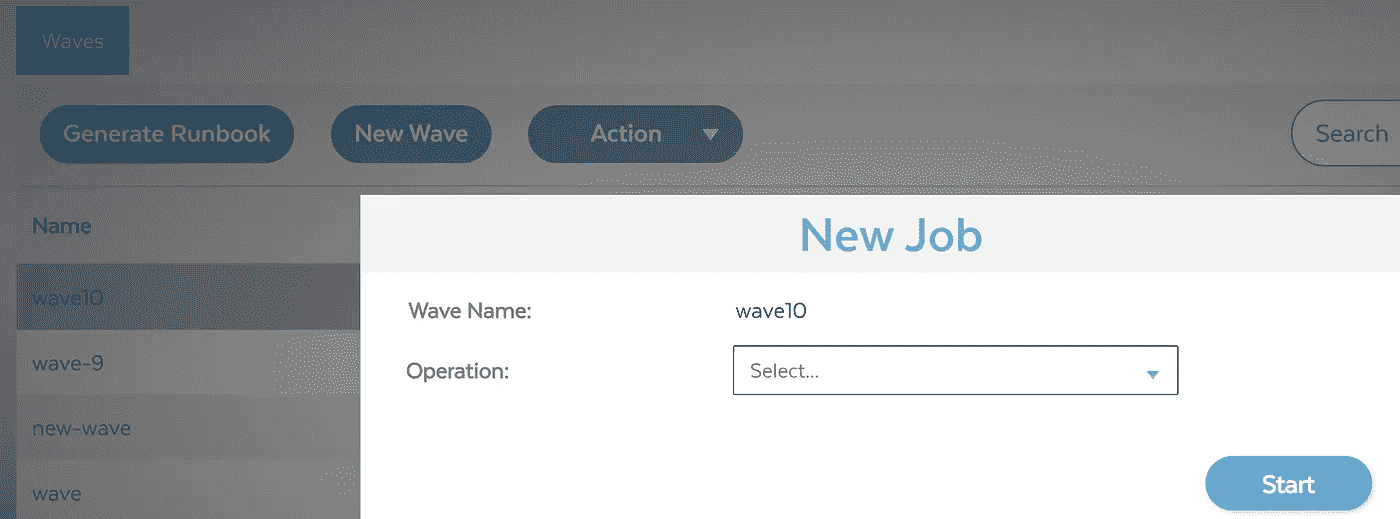 Waves
Generate Runbook New Wave Action Search
Name
New Job
wave10
Wave Name: wave10
wave-9
Operation: Select...
new-wave
wave
Start